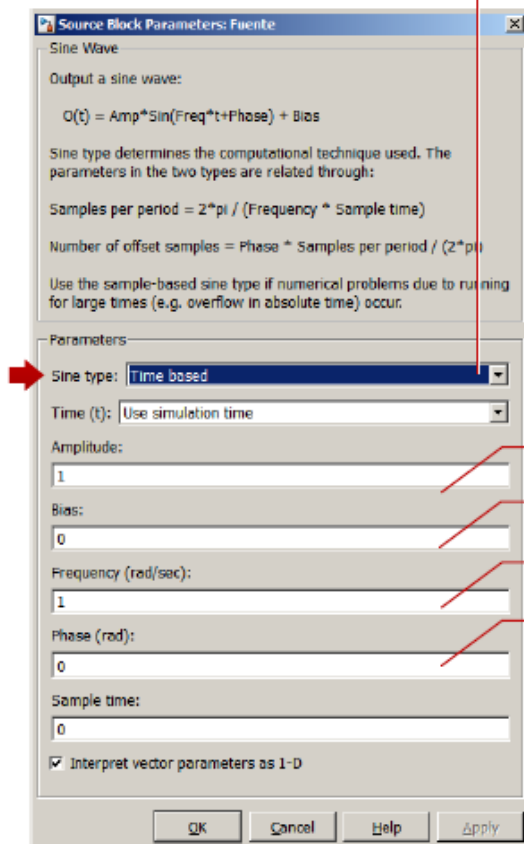 Source Block Parameters: Fuente
Sine Wave
Output a sine wave:
O(t) = Amp*Sin(Freq*t+Phase) + Bias
Sine type determines the computational technique used. The
parameters in the two types are related through:
Samples per period = 2*pi / (Frequency * Sample time)
Number of offset samples = Phase * Samples per period / (2*pi)
Use the sample-based sine type if numerical problems due to running
for large times (e.g. overflow in absolute time) occur.
Parameters
Sine type: Time based
Time (t): Use simulation time
Amplitude:
1
Bias:
0
Frequency (rad/sec):
1
Phase (rad):
0
Sample time:
0
Interpret vector parameters as 1-D
OK Cancel Help Apply